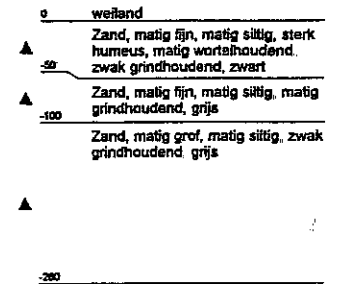 0 weiland
Zand, matig fijn, matig siltig, sterk
humeus, matig wortelhoudend,
-50 zwak grindhoudend, zwart
Zand, matig fijn, matig siltig, matig
-100 grindhoudend, grijs
Zand, matig grof, matig siltig, zwak
grindhoudend, grijs
-280